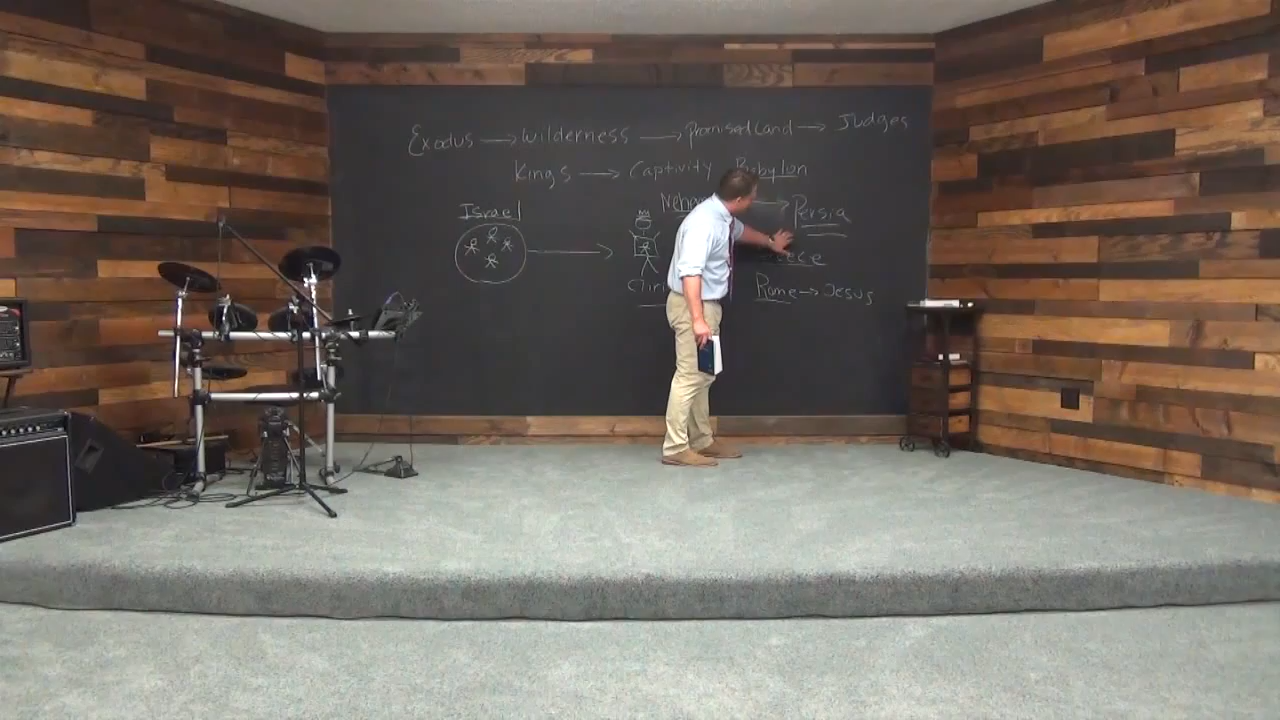 Exodus → Wilderness → Promised Land → Judges
Kings → Captivity Babylon
Israel
→ Persia
Rome → Jesus